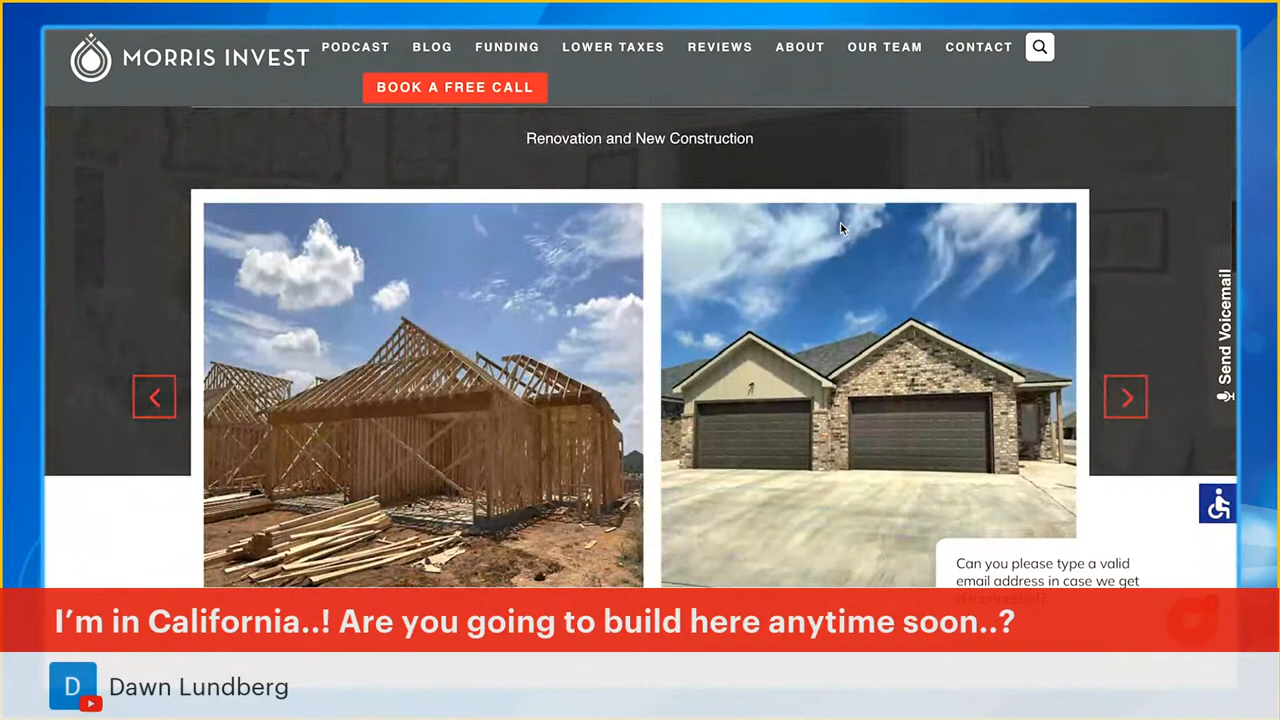 MORRIS INVEST
PODCAST BLOG FUNDING LOWER TAXES REVIEWS ABOUT OUR TEAM CONTACT
BOOK A FREE CALL
Renovation and New Construction
Send Voicemail
Can you please type a valid
email address in case we get
disconnected?
I'm in California..! Are you going to build here anytime soon..?
D
Dawn Lundberg